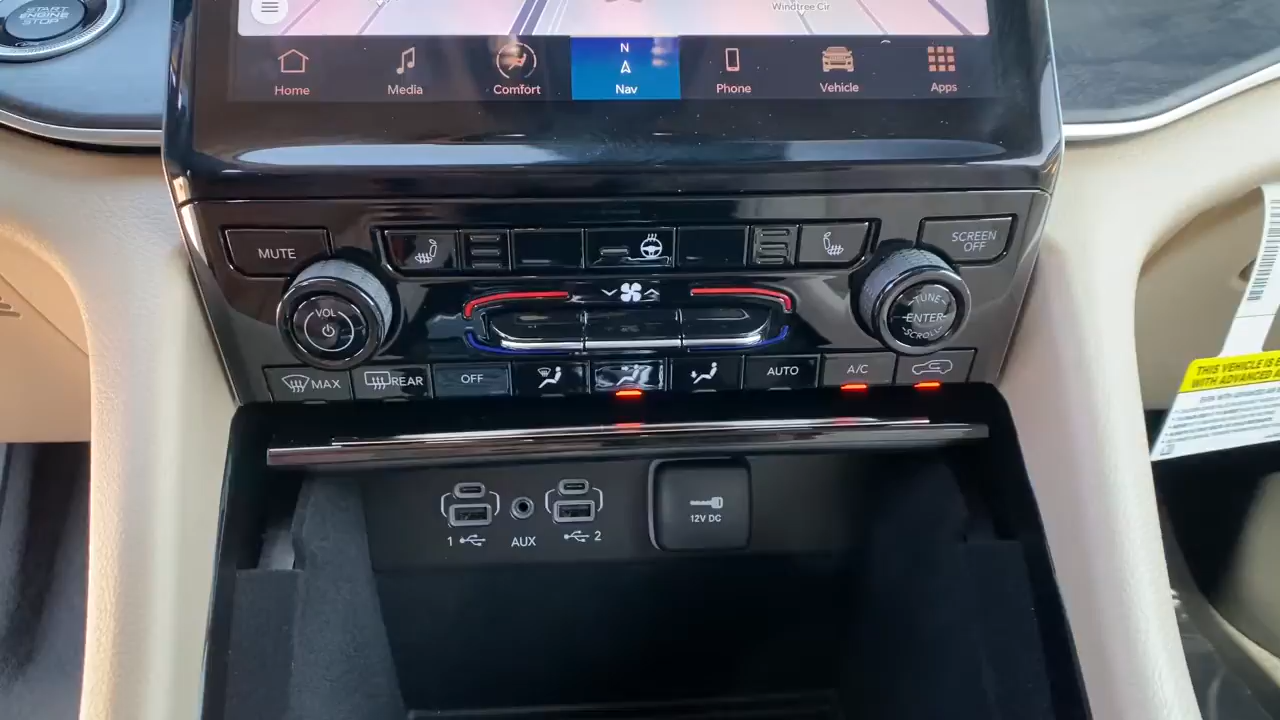 START
ENGINE
STOP
Windtree Cir
N
Home
Media
Comfort
Nav
Phone
Vehicle
Apps
MUTE
SCREEN
OFF
VOL
TUNE
ENTER
SCROLL
MAX
REAR
OFF
AUTO
A/C
THIS VEHICLE IS
WITH ADVANCED
1
AUX
2
12V DC